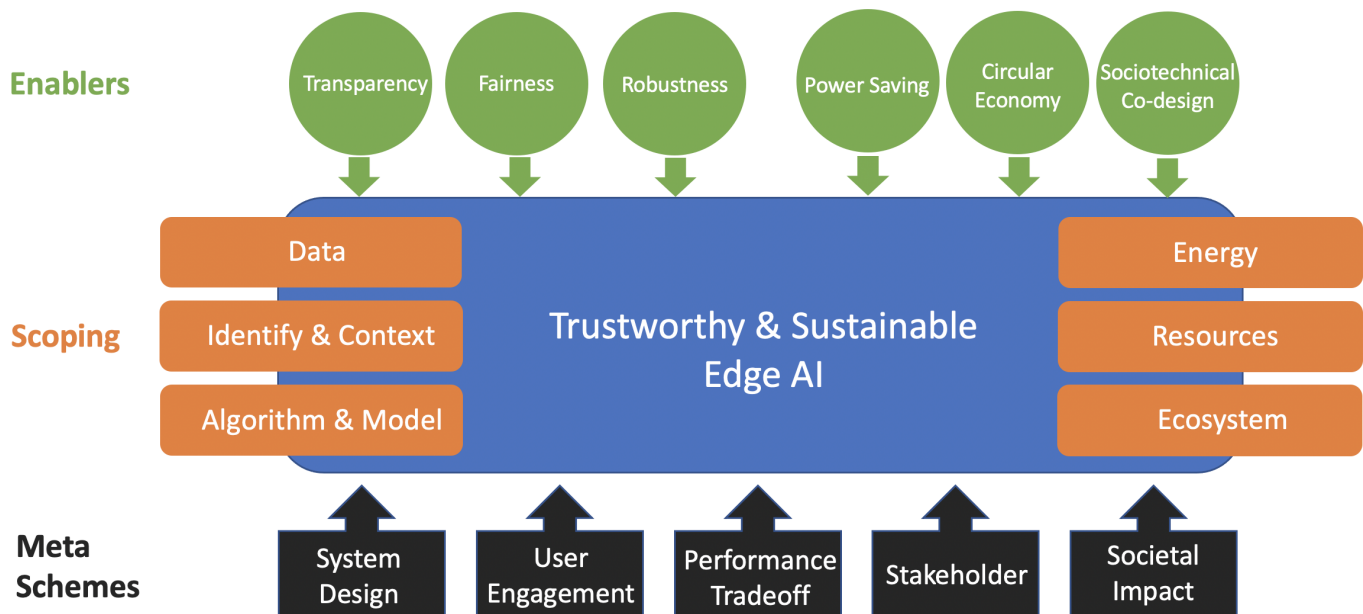 Enablers
Transparency
Fairness
Robustness
Power Saving
Circular
Economy
Sociotechnical
Co-design
Scoping
Data
Identify & Context
Algorithm & Model
Trustworthy & Sustainable
Edge AI
Energy
Resources
Ecosystem
Meta
Schemes
System
Design
User
Engagement
Performance
Tradeoff
Stakeholder
Societal
Impact